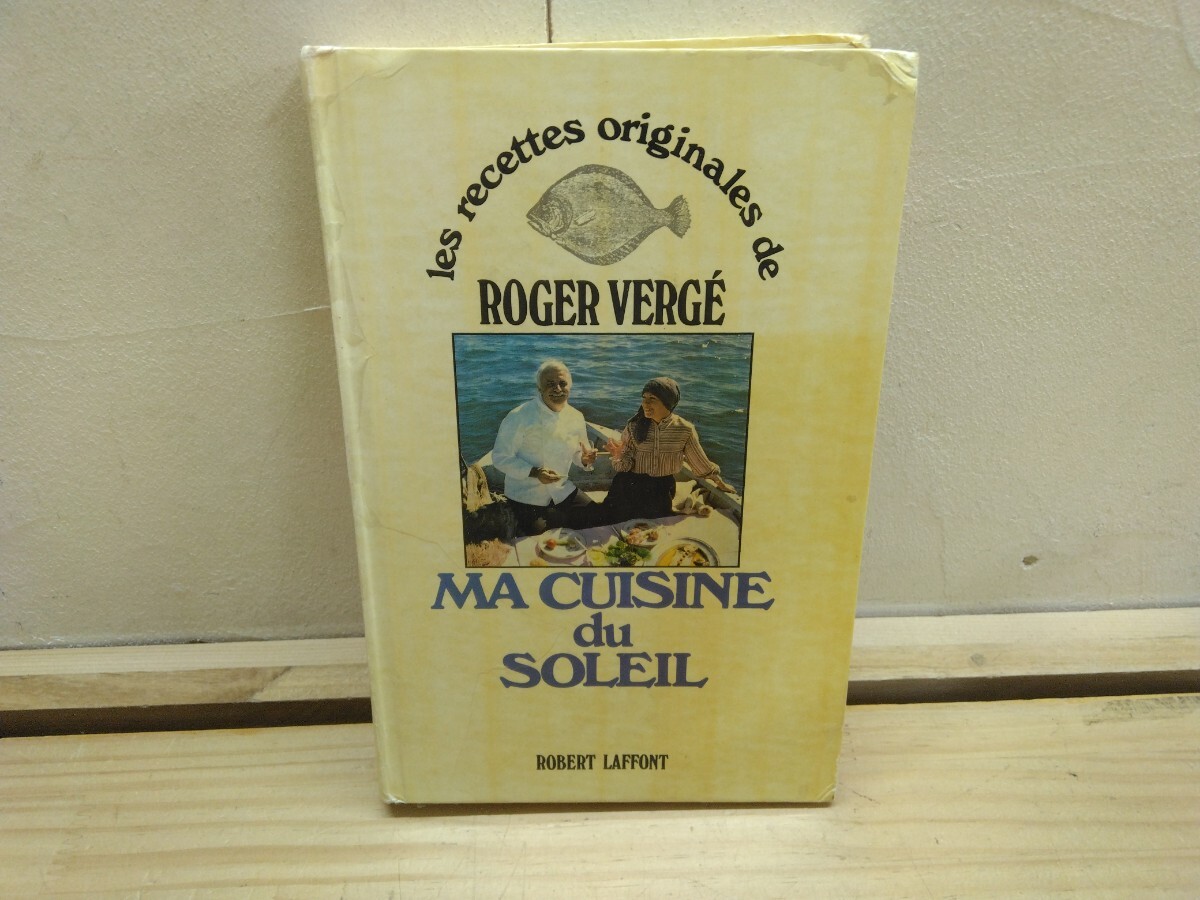 les recettes originales de
ROGER VERGÉ
MA CUISINE
du
SOLEIL
ROBERT LAFFONT